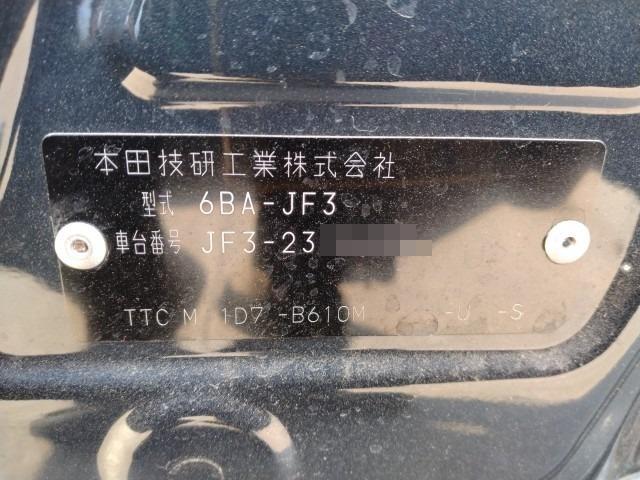 本田技研工業株式会社
型式 6BA-JF3
車台番号 JF3-23
TTC M 1D7 -B610M -U -S